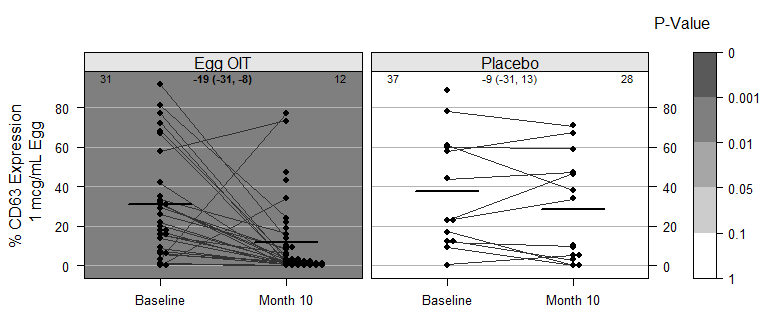 P-Value
Egg OIT
Placebo
31 -19 (-31, -8) 12
37 -9 (-31, 13) 28
% CD63 Expression
1 mcg/mL Egg
80
60
40
20
0
80
60
40
20
0
0
0.001
0.01
0.05
0.1
1
Baseline Month 10
Baseline Month 10